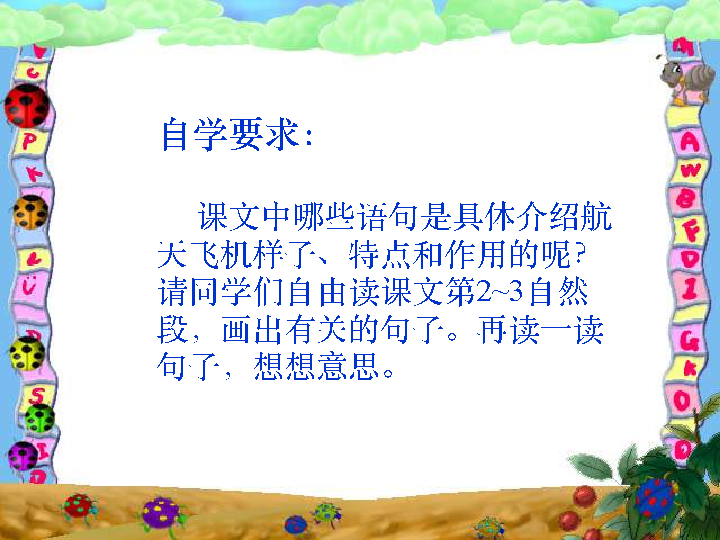 自学要求：
课文中哪些语句是具体介绍航
天飞机样子、特点和作用的呢？
请同学们自由读课文第2~3自然
段，画出有关的句子。再读一读
句子，想想意思。